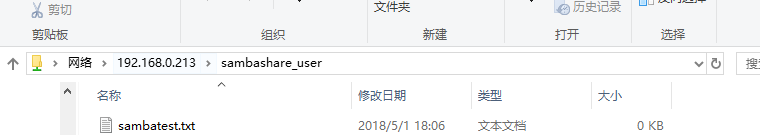 剪切
文件夹
历史记录
剪贴板
组织
新建
打开
选择
网络 192.168.0.213 sambashare_user
名称 修改日期 类型 大小
sambatest.txt 2018/5/1 18:06 文本文档 0 KB